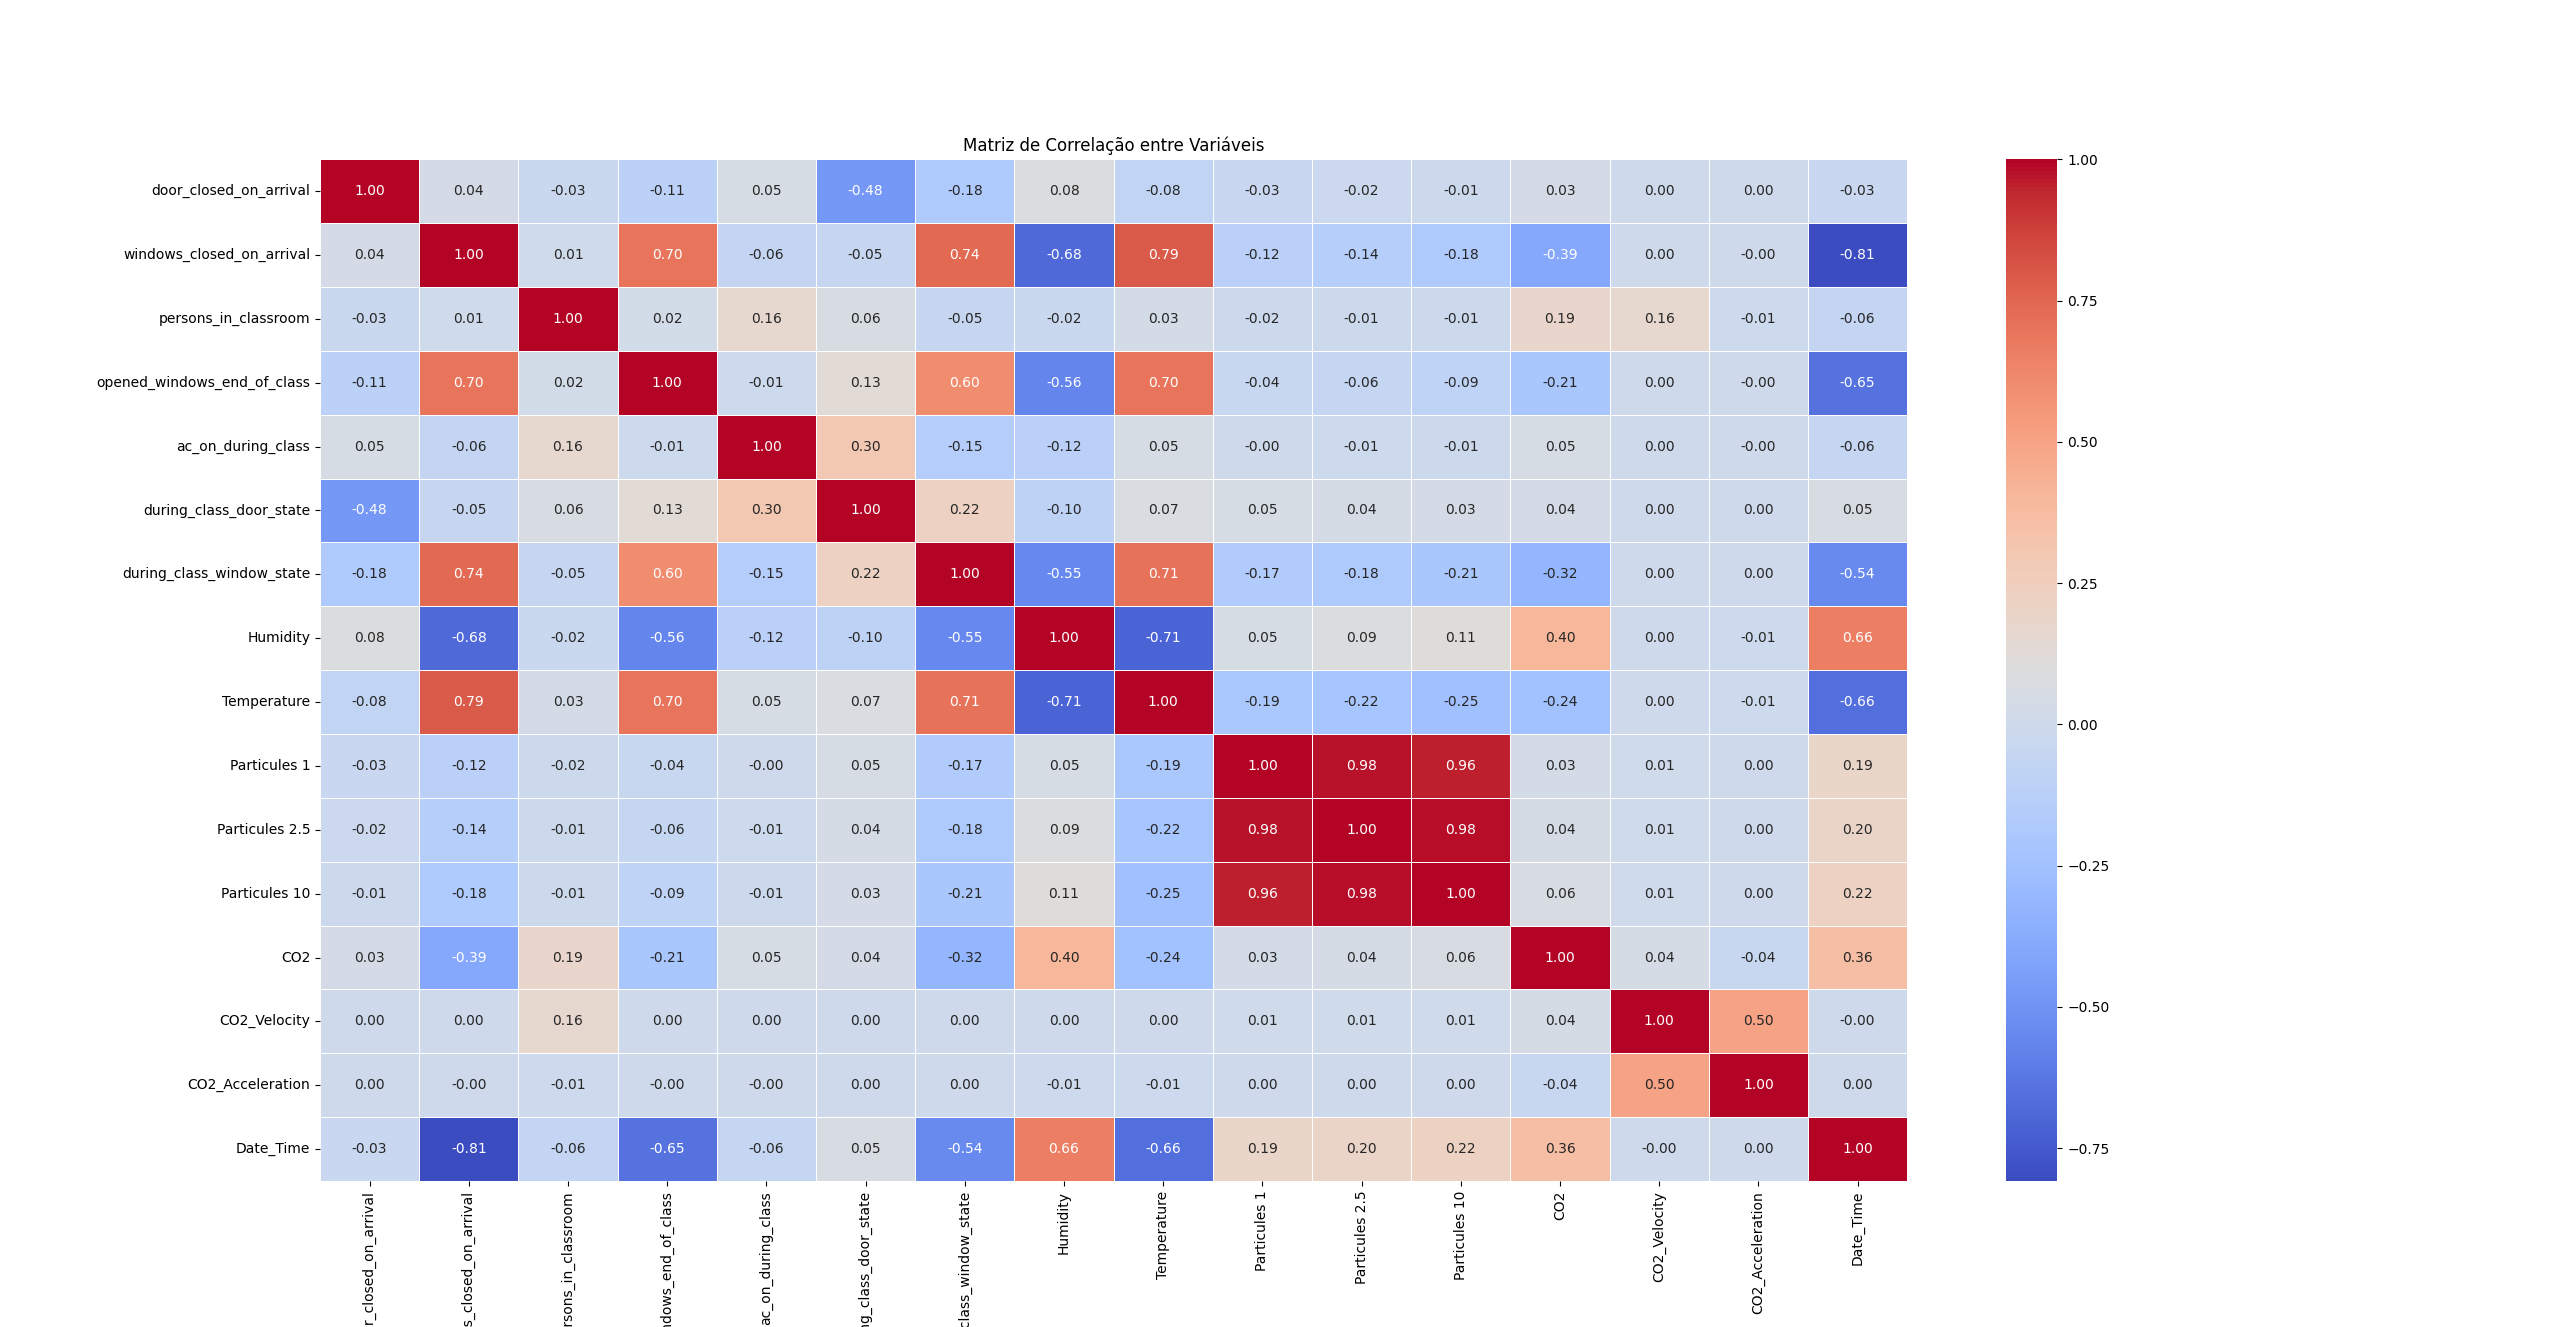 Matriz de Correlação entre Variáveis
door_closed_on_arrival 1.00 0.04 -0.03 -0.11 0.05 -0.48 -0.18 0.08 -0.08 -0.03 -0.02 -0.01 0.03 0.00 0.00 -0.03
windows_closed_on_arrival 0.04 1.00 0.01 0.70 -0.06 -0.05 0.74 -0.68 0.79 -0.12 -0.14 -0.18 -0.39 0.00 -0.00 -0.81
persons_in_classroom -0.03 0.01 1.00 0.02 0.16 0.06 -0.05 -0.02 0.03 -0.02 -0.01 -0.01 0.19 0.16 -0.01 -0.06
opened_windows_end_of_class -0.11 0.70 0.02 1.00 -0.01 0.13 0.60 -0.56 0.70 -0.04 -0.06 -0.09 -0.21 0.00 -0.00 -0.65
ac_on_during_class 0.05 -0.06 0.16 -0.01 1.00 0.30 -0.15 -0.12 0.05 -0.00 -0.01 -0.01 0.05 0.00 -0.00 -0.06
during_class_door_state -0.48 -0.05 0.06 0.13 0.30 1.00 0.22 -0.10 0.07 0.05 0.04 0.03 0.04 0.00 0.00 0.05
during_class_window_state -0.18 0.74 -0.05 0.60 -0.15 0.22 1.00 -0.55 0.71 -0.17 -0.18 -0.21 -0.32 0.00 0.00 -0.54
Humidity 0.08 -0.68 -0.02 -0.56 -0.12 -0.10 -0.55 1.00 -0.71 0.05 0.09 0.11 0.40 0.00 -0.01 0.66
Temperature -0.08 0.79 0.03 0.70 0.05 0.07 0.71 -0.71 1.00 -0.19 -0.22 -0.25 -0.24 0.00 -0.01 -0.66
Particules 1 -0.03 -0.12 -0.02 -0.04 -0.00 0.05 -0.17 0.05 -0.19 1.00 0.98 0.96 0.03 0.01 0.00 0.19
Particules 2.5 -0.02 -0.14 -0.01 -0.06 -0.01 0.04 -0.18 0.09 -0.22 0.98 1.00 0.98 0.04 0.01 0.00 0.20
Particules 10 -0.01 -0.18 -0.01 -0.09 -0.01 0.03 -0.21 0.11 -0.25 0.96 0.98 1.00 0.06 0.01 0.00 0.22
CO2 0.03 -0.39 0.19 -0.21 0.05 0.04 -0.32 0.40 -0.24 0.03 0.04 0.06 1.00 0.04 -0.04 0.36
CO2_Velocity 0.00 0.00 0.16 0.00 0.00 0.00 0.00 0.00 0.00 0.01 0.01 0.01 0.04 1.00 0.50 -0.00
CO2_Acceleration 0.00 -0.00 -0.01 -0.00 -0.00 0.00 0.00 -0.01 -0.01 0.00 0.00 0.00 -0.04 0.50 1.00 0.00
Date_Time -0.03 -0.81 -0.06 -0.65 -0.06 0.05 -0.54 0.66 -0.66 0.19 0.20 0.22 0.36 -0.00 0.00 1.00
r_closed_on_arrival
s_closed_on_arrival
rsons_in_classroom
ndows_end_of_class
ac_on_during_class
ng_class_door_state
class_window_state
Humidity
Temperature
Particules 1
Particules 2.5
Particules 10
CO2
CO2_Velocity
CO2_Acceleration
Date_Time
1.00
0.75
0.50
0.25
0.00
−0.25
−0.50
−0.75